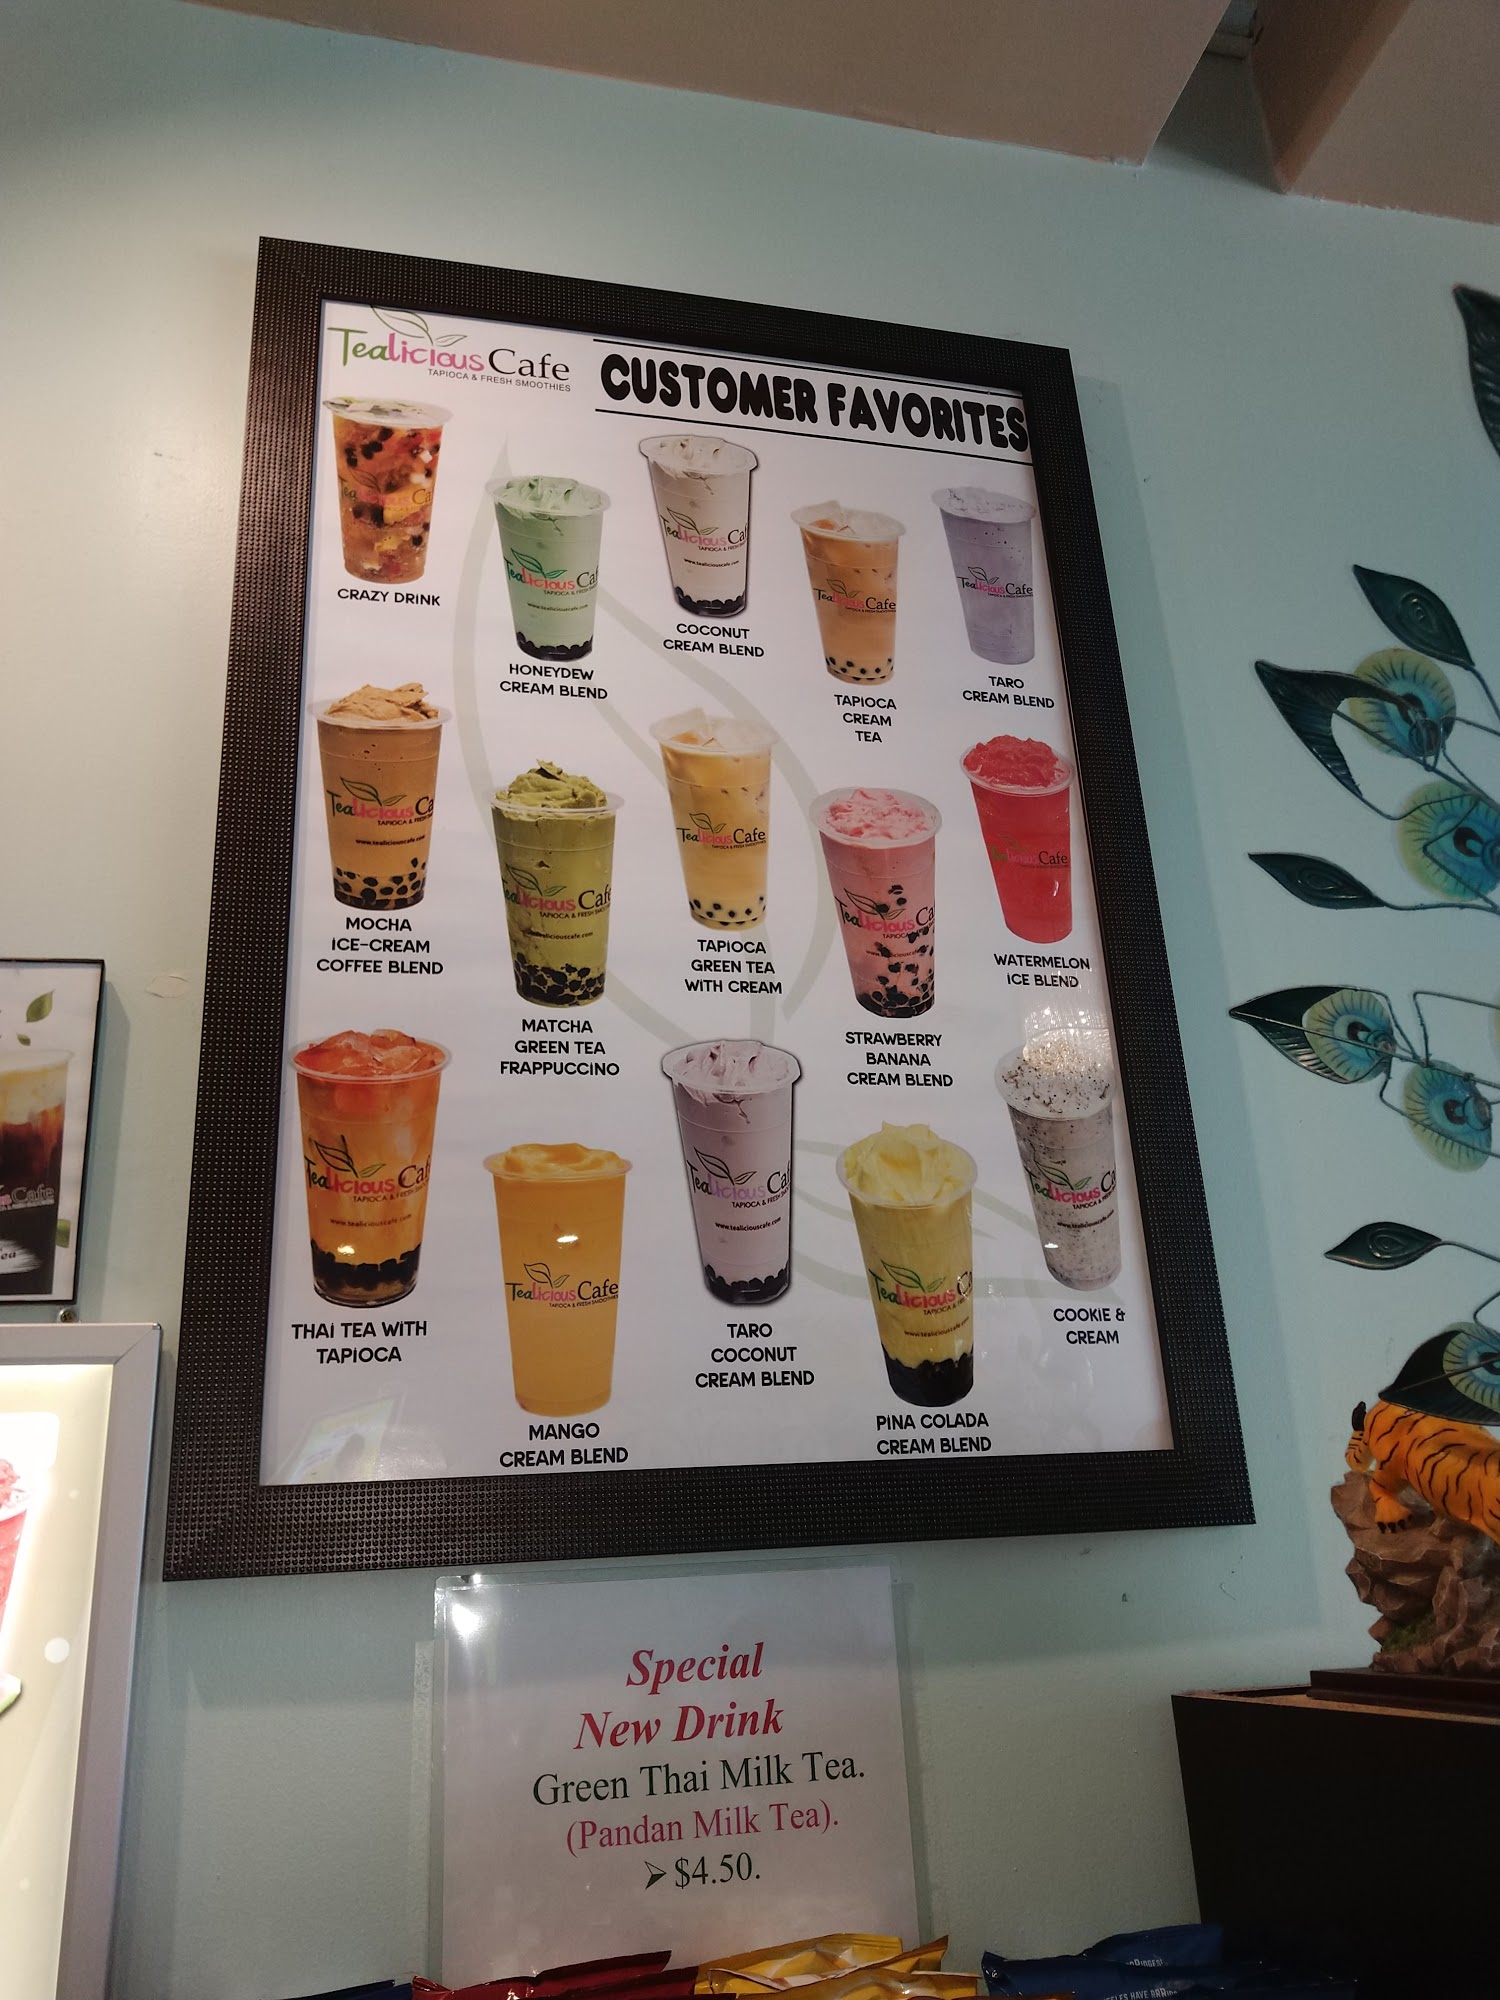 Tealicious Cafe
TAPIOCA & FRESH SMOOTHIES
CUSTOMER FAVORITES
CRAZY DRINK
HONEYDEW
CREAM BLEND
COCONUT
CREAM BLEND
TAPIOCA
CREAM
TEA
TARO
CREAM BLEND
MOCHA
ICE-CREAM
COFFEE BLEND
MATCHA
GREEN TEA
FRAPPUCCINO
TAPIOCA
GREEN TEA
WITH CREAM
STRAWBERRY
BANANA
CREAM BLEND
WATERMELON
ICE BLEND
THAI TEA WITH
TAPIOCA
MANGO
CREAM BLEND
TARO
COCONUT
CREAM BLEND
PINA COLADA
CREAM BLEND
COOKIE &
CREAM
Special
New Drink
Green Thai Milk Tea.
(Pandan Milk Tea).
➢ $4.50.